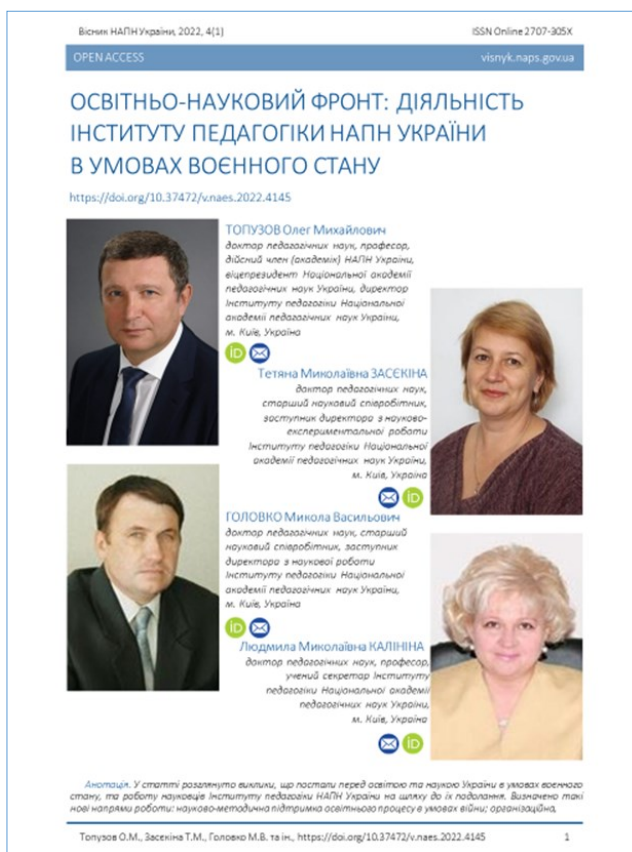 Вісник НАПН України, 2022, 4(1)
ISSN Online 2707-305X
OPEN ACCESS
visnyk.naps.gov.ua
ОСВІТНЬО-НАУКОВИЙ ФРОНТ: ДІЯЛЬНІСТЬ
ІНСТИТУТУ ПЕДАГОГІКИ НАПН УКРАЇНИ
В УМОВАХ ВОЄННОГО СТАНУ
https://doi.org/10.37472/v.naes.2022.4145
ТОПУЗОВ Олег Михайлович
доктор педагогічних наук, професор,
дійсний член (академік) НАПН України,
віцепрезидент Національної академії
педагогічних наук України, директор
Інституту педагогіки Національної
академії педагогічних наук України,
м. Київ, Україна
iD
Тетяна Миколаївна ЗАСЄКІНА
доктор педагогічних наук,
старший науковий співробітник,
заступник директора з науково-
експериментальної роботи
Інституту педагогіки Національної
академії педагогічних наук України,
м. Київ, Україна
iD
ГОЛОВКО Микола Васильович
доктор педагогічних наук, старший
науковий співробітник, заступник
директора з наукової роботи
Інституту педагогіки Національної
академії педагогічних наук України,
м. Київ, Україна
iD
Людмила Миколаївна КАЛІНІНА
доктор педагогічних наук, професор,
учений секретар Інституту
педагогіки Національної академії
педагогічних наук України,
м. Київ, Україна
iD
Анотація. У статті розглянуто виклики, що постали перед освітою та наукою України в умовах воєнного
стану, та роботу науковців Інституту педагогіки НАПН України на шляху до їх подолання. Визначено такі
нові напрями роботи: науково-методична підтримка освітнього процесу в умовах війни; організаційна,
Топузов О.М., Засєкіна Т.М., Головко М.В. та ін., https://doi.org/10.37472/v.naes.2022.4145
1